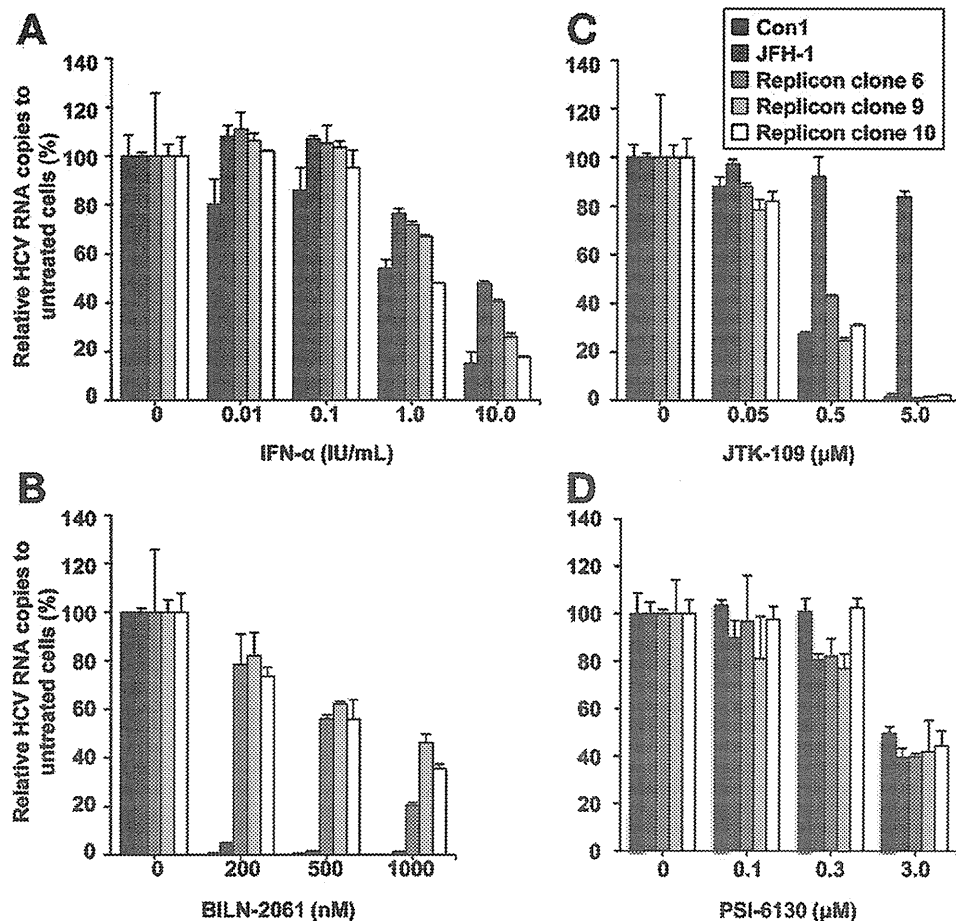 A
Relative HCV RNA copies to
untreated cells (%)
140
120
100
80
60
40
20
0
0 0.01 0.1 1.0 10.0
IFN-α (IU/mL)
C
Con1
JFH-1
Replicon clone 6
Replicon clone 9
Replicon clone 10
140
120
100
80
60
40
20
0
0 0.05 0.5 5.0
JTK-109 (µM)
B
Relative HCV RNA copies to
untreated cells (%)
140
120
100
80
60
40
20
0
0 200 500 1000
BILN-2061 (nM)
D
140
120
100
80
60
40
20
0
0 0.1 0.3 3.0
PSI-6130 (µM)